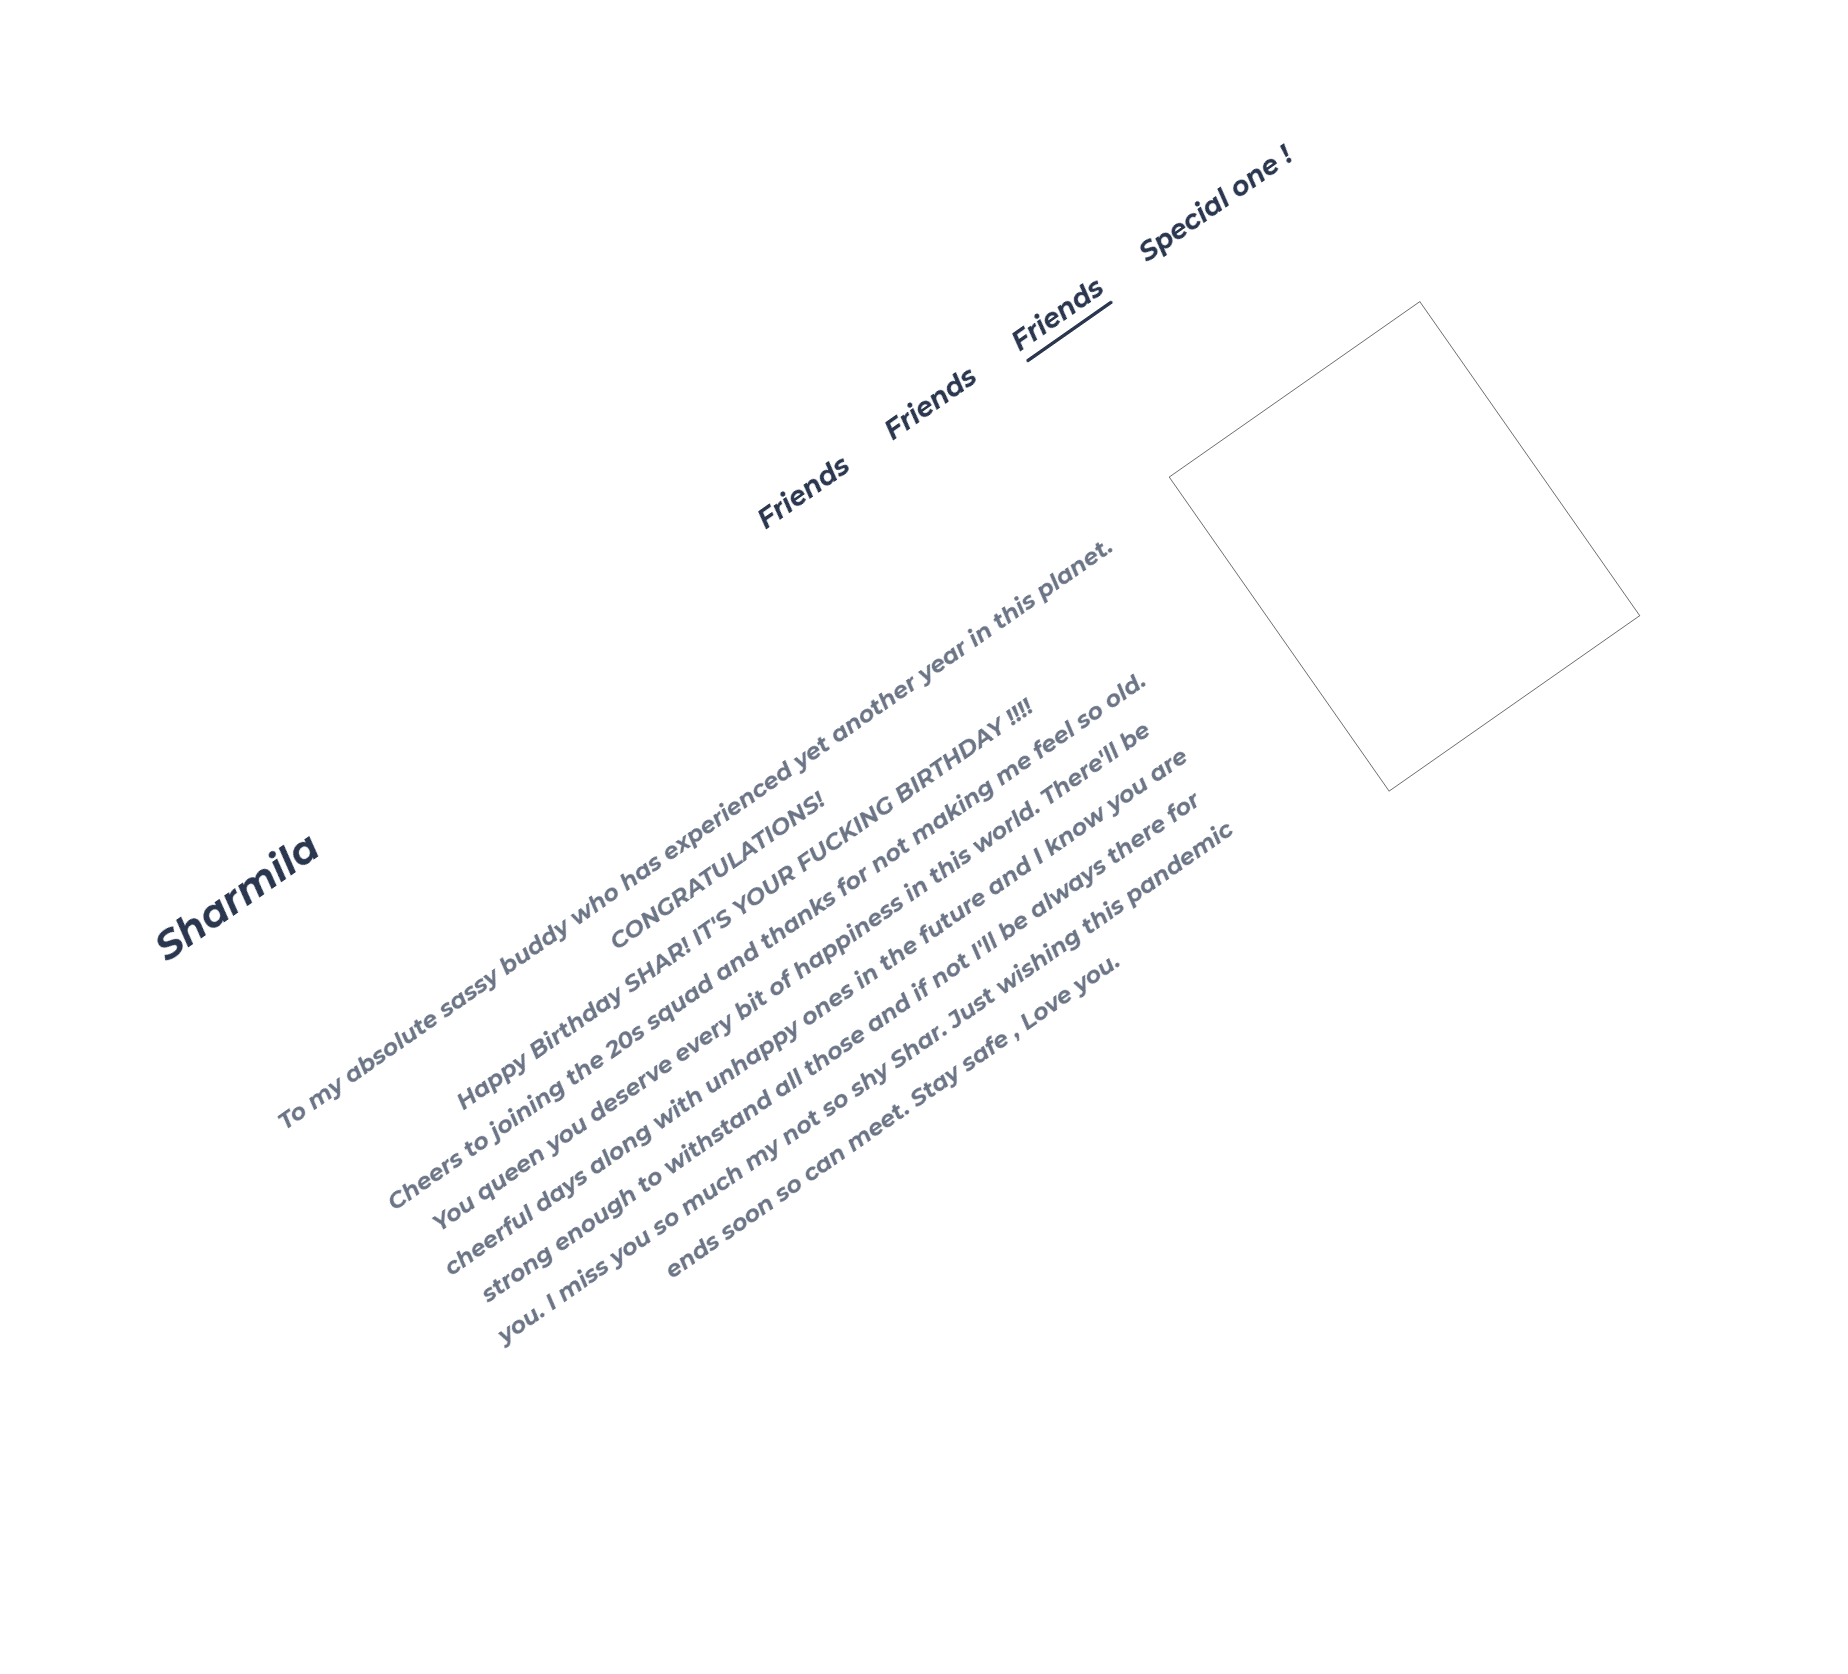 Sharmila
Friends
Friends
Friends
Special one !
To my absolute sassy buddy who has experienced yet another year in this planet.
CONGRATULATIONS!
Happy Birthday SHAR! IT'S YOUR FUCKING BIRTHDAY !!!!
Cheers to joining the 20s squad and thanks for not making me feel so old.
You queen you deserve every bit of happiness in this world. There'll be
cheerful days along with unhappy ones in the future and I know you are
strong enough to withstand all those and if not I'll be always there for
you. I miss you so much my not so shy Shar. Just wishing this pandemic
ends soon so can meet. Stay safe , Love you.